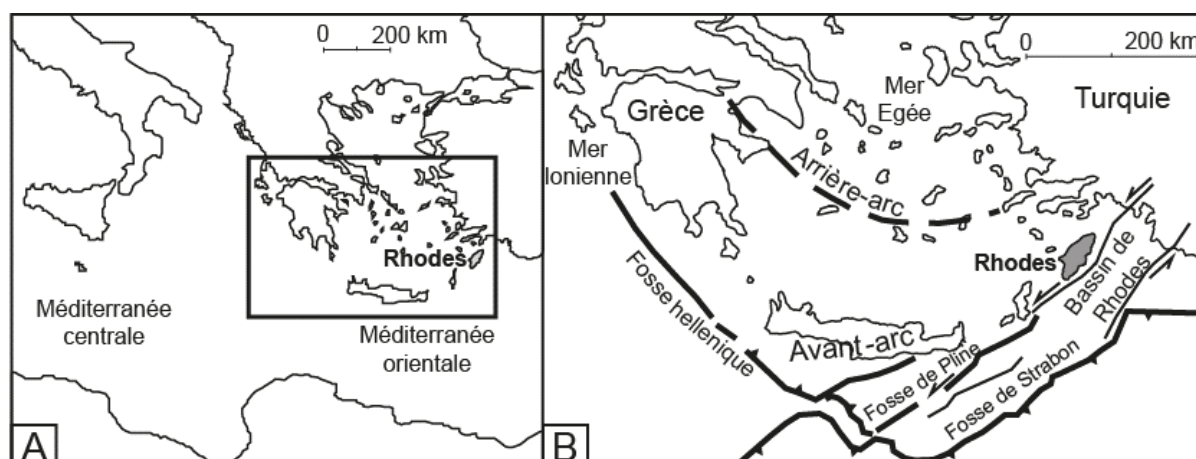 0 200 km
Rhodes
Méditerranée
centrale
Méditerranée
orientale
A
0 200 km
Grèce
Mer
Egée
Turquie
Mer
Ionienne
Arrière-arc
Rhodes
Bassin de
Rhodes
Fosse hellenique
Avant-arc
Fosse de Pline
Fosse de Strabon
B